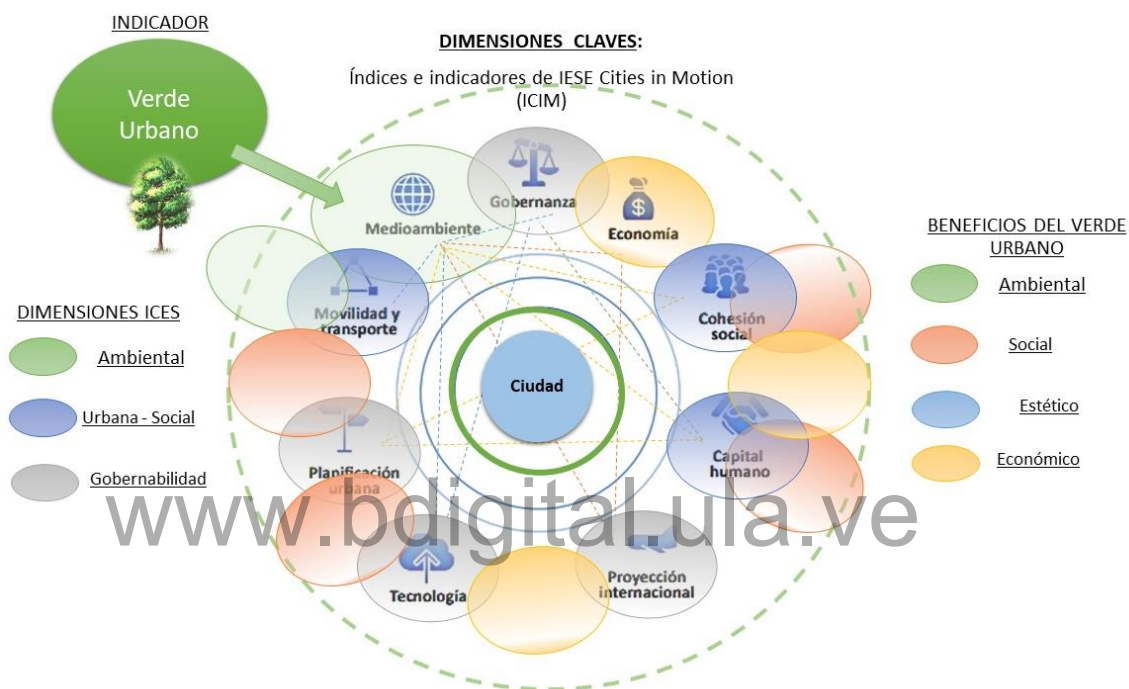 INDICADOR
Verde
Urbano
DIMENSIONES CLAVES:
Índices e indicadores de IESE Cities in Motion
(ICIM)
Medioambiente
Gobernanza
Economía
Movilidad y
transporte
Cohesión
social
Ciudad
Planificación
urbana
Capital
humano
Tecnología
Proyección
internacional
DIMENSIONES ICES
Ambiental
Urbana - Social
Gobernabilidad
BENEFICIOS DEL VERDE
URBANO
Ambiental
Social
Estético
Económico
www.bdigital.ula.ve